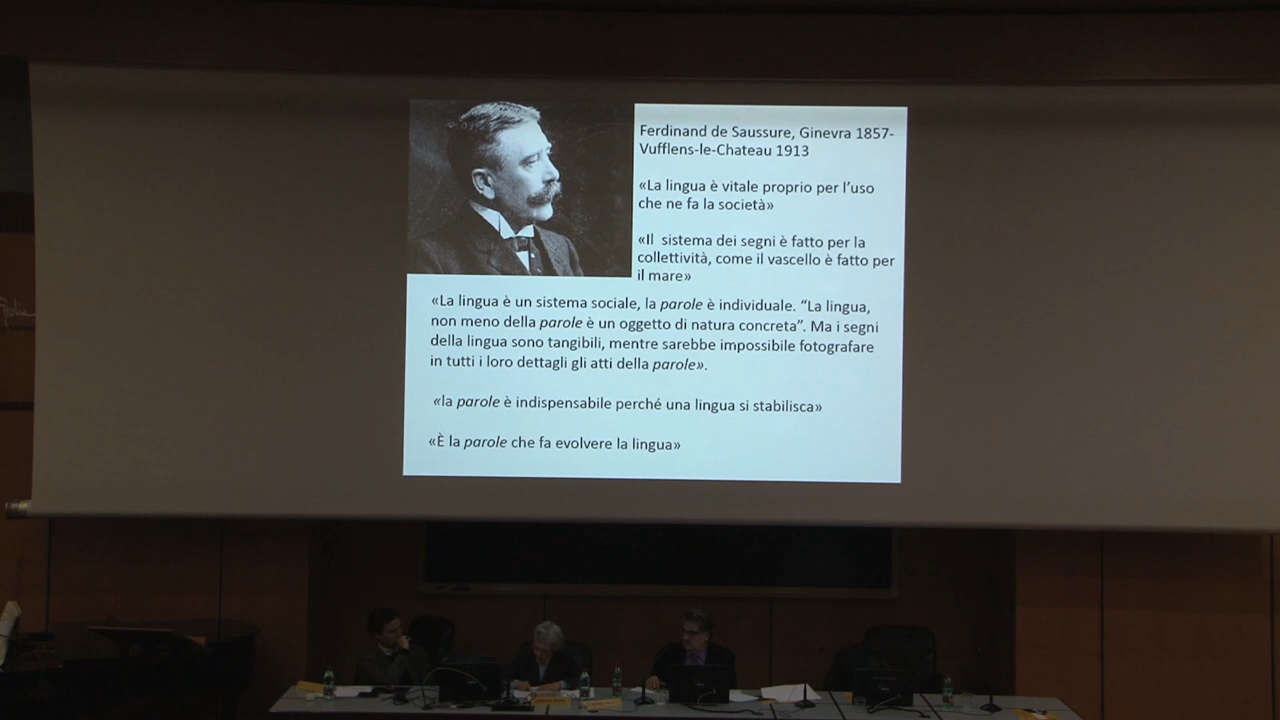 Ferdinand de Saussure, Ginevra 1857-
Vufflens-le-Chateau 1913
«La lingua è vitale proprio per l'uso
che ne fa la società»
«Il  sistema dei segni è fatto per la
collettività, come il vascello è fatto per
il mare»
«La lingua è un sistema sociale, la parole è individuale. “La lingua,
non meno della parole è un oggetto di natura concreta”. Ma i segni
della lingua sono tangibili, mentre sarebbe impossibile fotografare
in tutti i loro dettagli gli atti della parole».
«la parole è indispensabile perché una lingua si stabilisca»
«È la parole che fa evolvere la lingua»